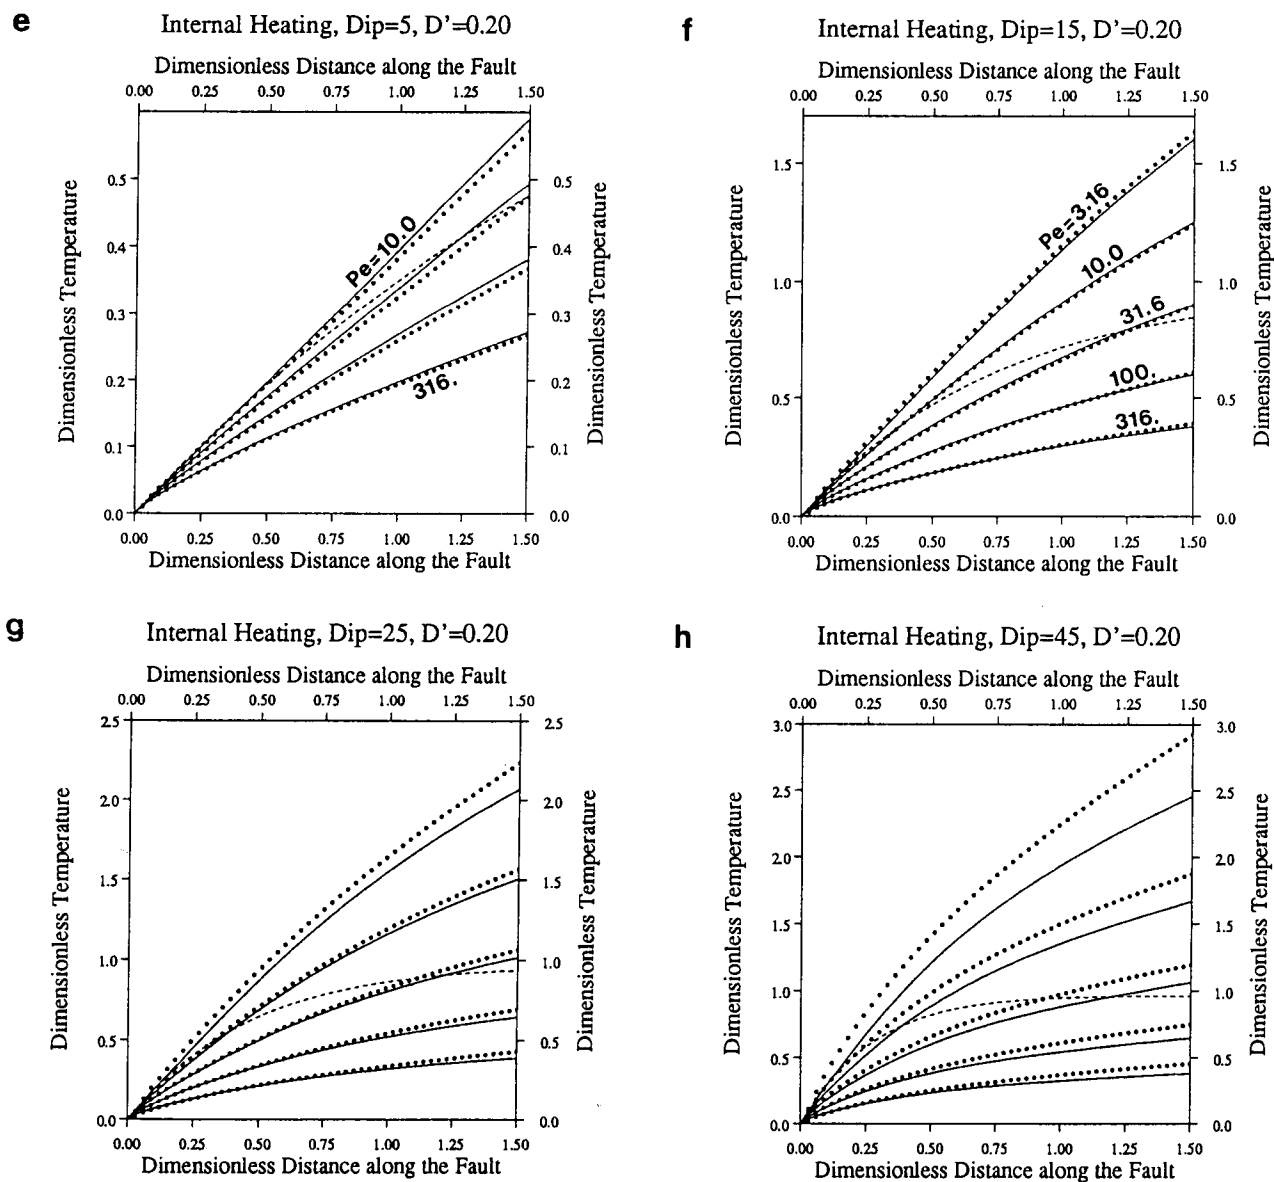 e
Internal Heating, Dip=5, D'=0.20
Dimensionless Distance along the Fault
0.00 0.25 0.50 0.75 1.00 1.25 1.50
Dimensionless Temperature
0.5
0.4
0.3
0.2
0.1
0.0
Pe=10.0
316.
0.5
0.4
0.3
0.2
0.1
0.0
Dimensionless Temperature
0.00 0.25 0.50 0.75 1.00 1.25 1.50
Dimensionless Distance along the Fault
f
Internal Heating, Dip=15, D'=0.20
Dimensionless Distance along the Fault
0.00 0.25 0.50 0.75 1.00 1.25 1.50
Dimensionless Temperature
1.5
1.0
0.5
0.0
Pe=3.16
10.0
31.6
100.
316.
1.5
1.0
0.5
0.0
Dimensionless Temperature
0.00 0.25 0.50 0.75 1.00 1.25 1.50
Dimensionless Distance along the Fault
g
Internal Heating, Dip=25, D'=0.20
Dimensionless Distance along the Fault
0.00 0.25 0.50 0.75 1.00 1.25 1.50
Dimensionless Temperature
2.5
2.0
1.5
1.0
0.5
0.0
2.5
2.0
1.5
1.0
0.5
0.0
Dimensionless Temperature
0.00 0.25 0.50 0.75 1.00 1.25 1.50
Dimensionless Distance along the Fault
h
Internal Heating, Dip=45, D'=0.20
Dimensionless Distance along the Fault
0.00 0.25 0.50 0.75 1.00 1.25 1.50
Dimensionless Temperature
3.0
2.5
2.0
1.5
1.0
0.5
0.0
3.0
2.5
2.0
1.5
1.0
0.5
0.0
Dimensionless Temperature
0.00 0.25 0.50 0.75 1.00 1.25 1.50
Dimensionless Distance along the Fault